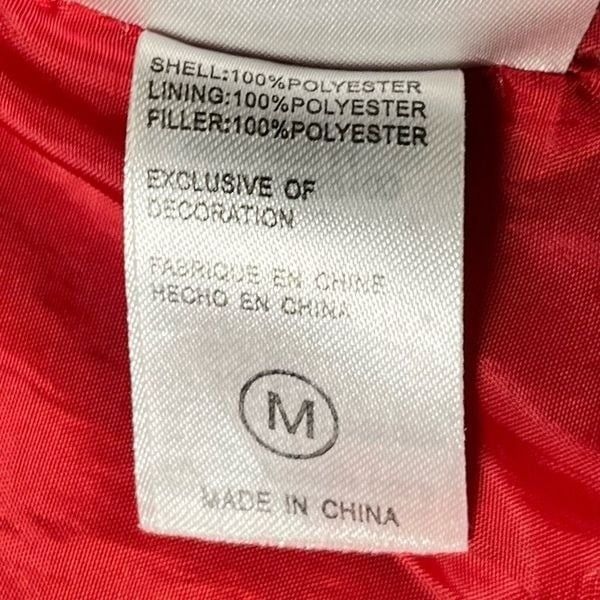 SHELL:100%POLYESTER
LINING:100%POLYESTER
FILLER:100%POLYESTER
EXCLUSIVE OF
DECORATION
FABRIQUE EN CHINE
HECHO EN CHINA
M
MADE IN CHINA